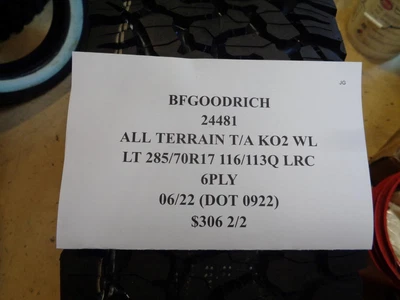 BFGOODRICH
24481
ALL TERRAIN T/A KO2 WL
LT 285/70R17 116/113Q LRC
6PLY
06/22 (DOT 0922)
$306 2/2